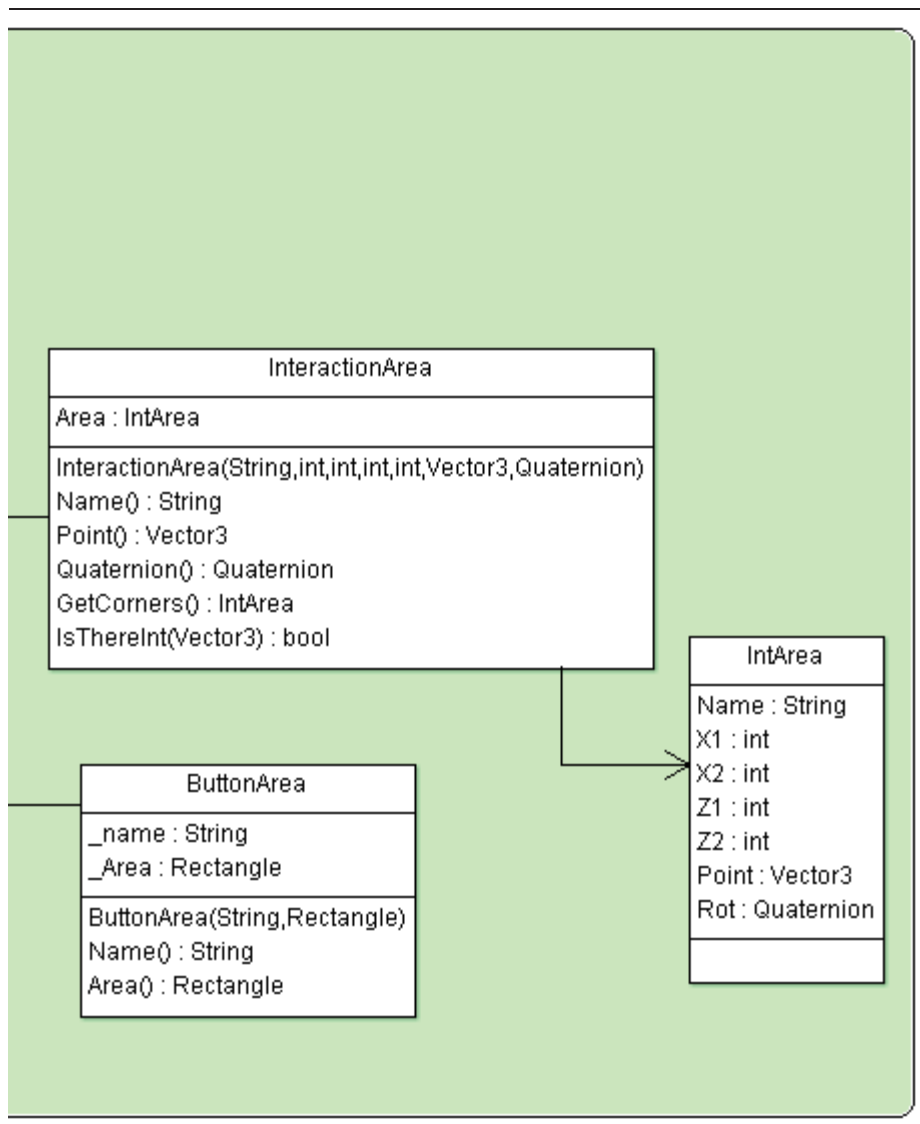 InteractionArea
Area : IntArea
InteractionArea(String,int,int,int,int,Vector3,Quaternion)
Name() : String
Point() : Vector3
Quaternion() : Quaternion
GetCorners() : IntArea
IsThereInt(Vector3) : bool
IntArea
Name : String
X1 : int
X2 : int
Z1 : int
Z2 : int
Point : Vector3
Rot : Quaternion
ButtonArea
_name : String
_Area : Rectangle
ButtonArea(String,Rectangle)
Name() : String
Area() : Rectangle